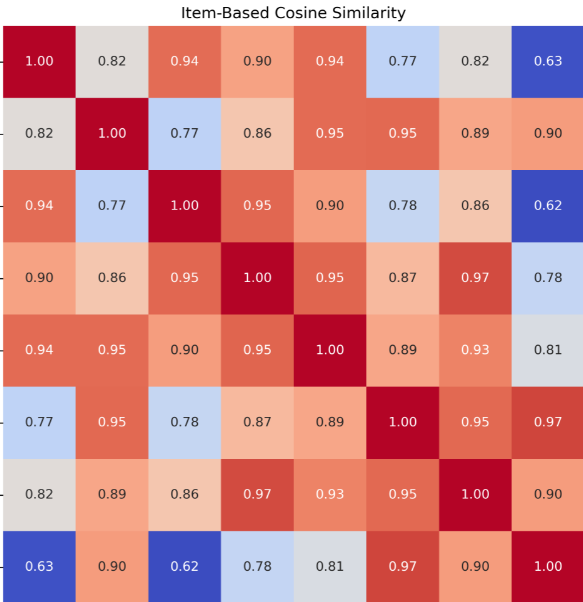 Item-Based Cosine Similarity
1.00 0.82 0.94 0.90 0.94 0.77 0.82 0.63
0.82 1.00 0.77 0.86 0.95 0.95 0.89 0.90
0.94 0.77 1.00 0.95 0.90 0.78 0.86 0.62
0.90 0.86 0.95 1.00 0.95 0.87 0.97 0.78
0.94 0.95 0.90 0.95 1.00 0.89 0.93 0.81
0.77 0.95 0.78 0.87 0.89 1.00 0.95 0.97
0.82 0.89 0.86 0.97 0.93 0.95 1.00 0.90
0.63 0.90 0.62 0.78 0.81 0.97 0.90 1.00